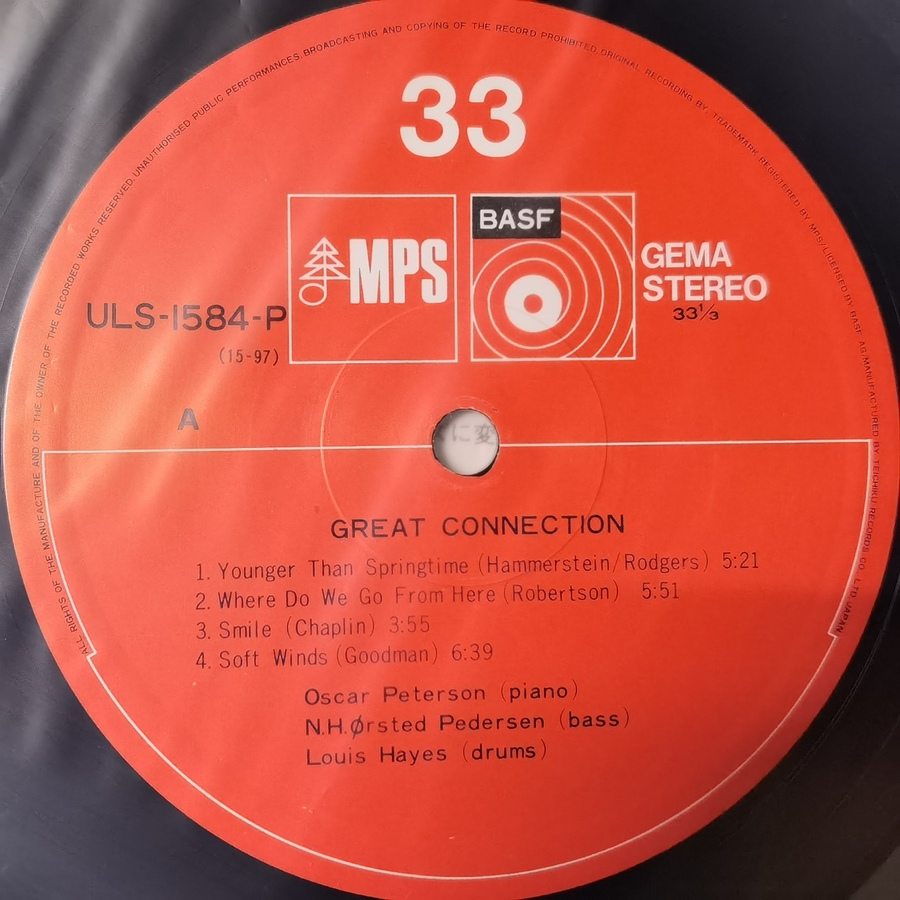 ALL RIGHTS OF THE MANUFACTURE AND OF THE OWNER OF THE RECORDED WORKS RESERVED. UNAUTHORISED PUBLIC PERFORMANCES. BROADCASTING AND COPYING OF THE RECORD PROHIBITED. ORIGINAL RECORDING BY. TRADEMARK REGISTERED BY MPS/LICENSED BY BASF AG/MANUFACTURED BY TEICHIKU RECORDS CO. LTD. JAPAN
33
MPS
BASF
GEMA
STEREO
33⅓
ULS-1584-P
(15-97)
A
に変
GREAT CONNECTION
1. Younger Than Springtime (Hammerstein/Rodgers) 5:21
2. Where Do We Go From Here (Robertson) 5:51
3. Smile (Chaplin) 3:55
4. Soft Winds (Goodman) 6:39
Oscar Peterson (piano)
N.H.Ørsted Pedersen (bass)
Louis Hayes (drums)